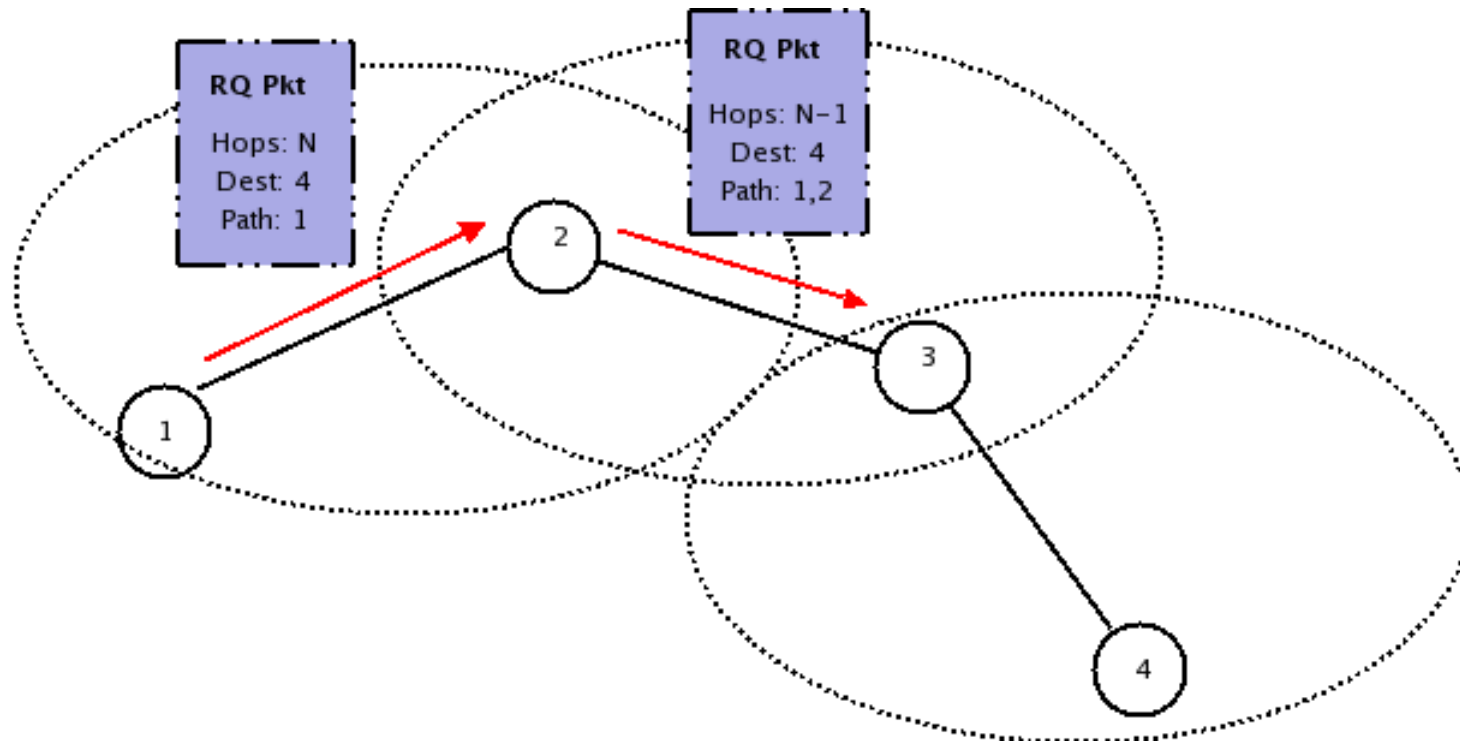 RQ Pkt
Hops: N
Dest: 4
Path: 1
RQ Pkt
Hops: N-1
Dest: 4
Path: 1,2
2
3
1
4